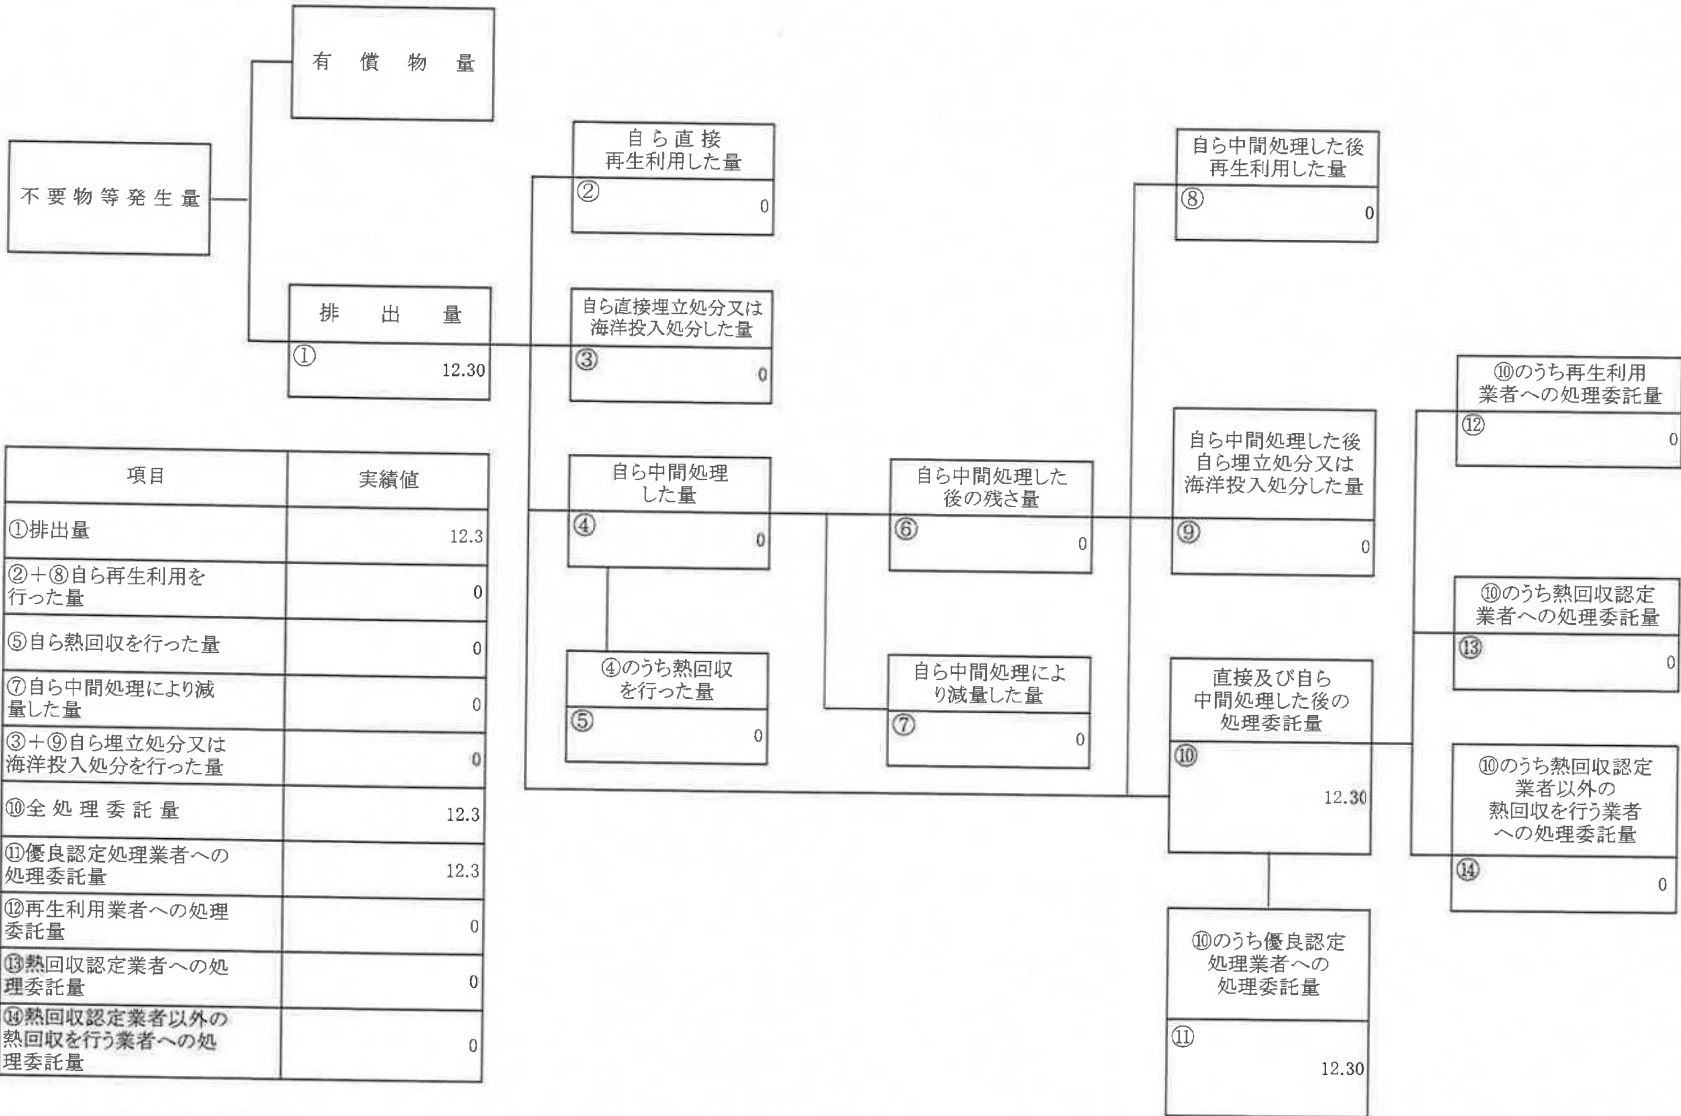 有償物量
不要物等発生量
排出量
①
12.30
自ら直接
再生利用した量
②
0
自ら直接埋立処分又は
海洋投入処分した量
③
0
自ら中間処理
した量
④
0
④のうち熱回収
を行った量
⑤
0
自ら中間処理した
後の残さ量
⑥
0
自ら中間処理によ
り減量した量
⑦
0
自ら中間処理した後
再生利用した量
⑧
0
自ら中間処理した後
自ら埋立処分又は
海洋投入処分した量
⑨
0
直接及び自ら
中間処理した後の
処理委託量
⑩
12.30
⑩のうち優良認定
処理業者への
処理委託量
⑪
12.30
⑩のうち再生利用
業者への処理委託量
⑫
0
⑩のうち熱回収認定
業者への処理委託量
⑬
0
⑩のうち熱回収認定
業者以外の
熱回収を行う業者
への処理委託量
⑭
0
項目 実績値
①排出量 12.3
②+⑧自ら再生利用を
行った量 0
⑤自ら熱回収を行った量 0
⑦自ら中間処理により減
量した量 0
③+⑨自ら埋立処分又は
海洋投入処分を行った量 0
⑩全処理委託量 12.3
⑪優良認定処理業者への
処理委託量 12.3
⑫再生利用業者への処理
委託量 0
⑬熱回収認定業者への処
理委託量 0
⑭熱回収認定業者以外の
熱回収を行う業者への処
理委託量 0